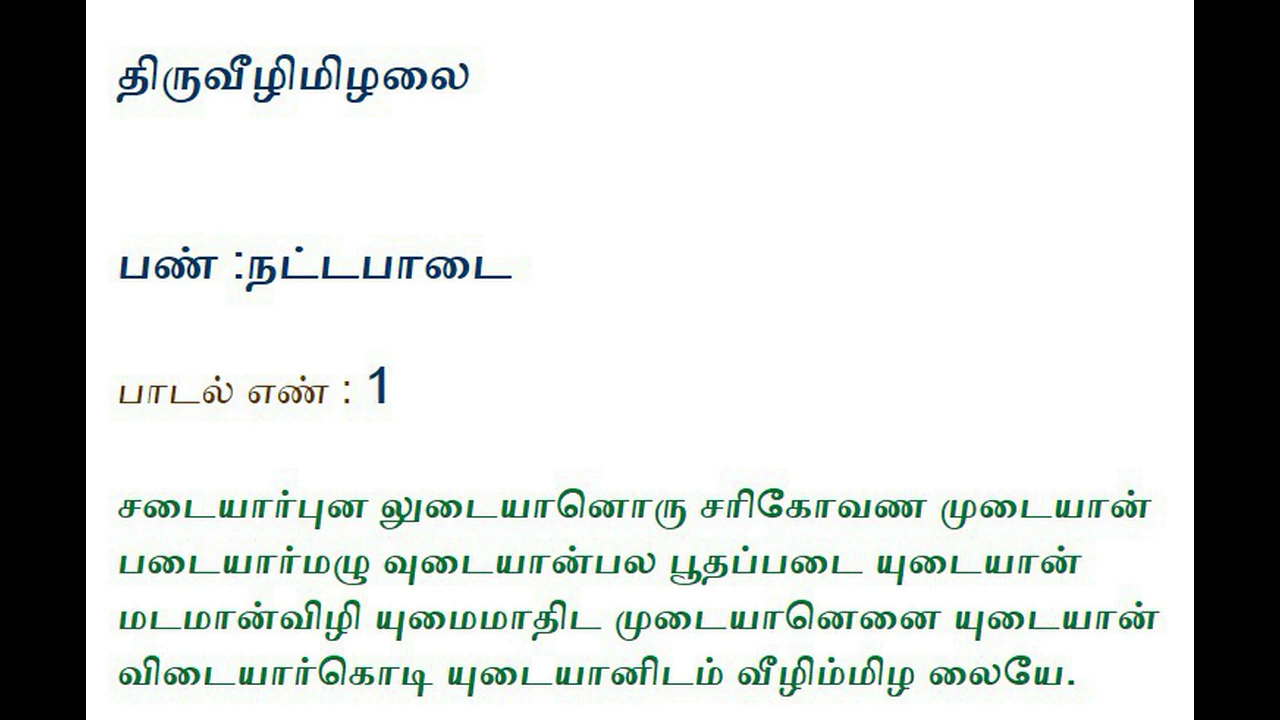 திருவீழிமிழலை
பண் :நட்டபாடை
பாடல் எண் : 1
சடையார்புன லுடையானொரு சரிகோவண முடையான்
படையார்மழு வுடையான்பல பூதப்படை யுடையான்
மடமான்விழி யுமைமாதிட முடையானெனை யுடையான்
விடையார்கொடி யுடையானிடம் வீழிம்மிழ லையே.